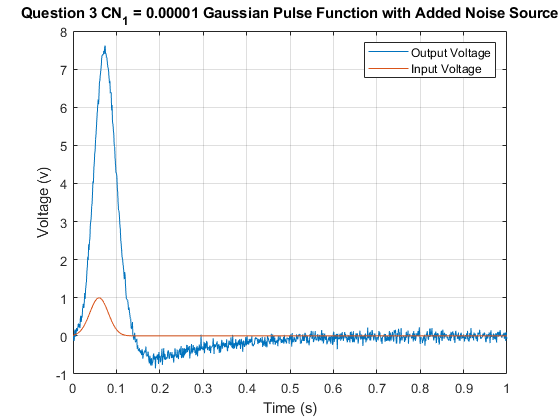 Question 3 CN1 = 0.00001 Gaussian Pulse Function with Added Noise Source
8
7
6
5
4
3
2
1
0
-1
Voltage (v)
Output Voltage
Input Voltage
0 0.1 0.2 0.3 0.4 0.5 0.6 0.7 0.8 0.9 1
Time (s)